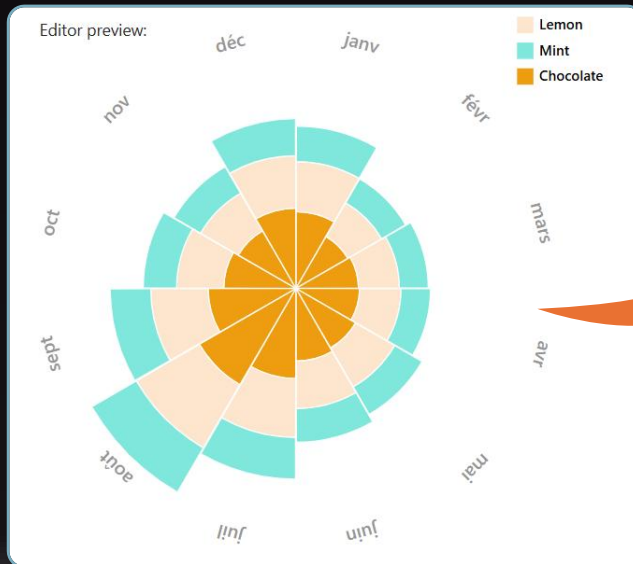 Editor preview:
Lemon
Mint
Chocolate
janv
févr
mars
avr
mai
juin
juil
août
sept
oct
nov
déc